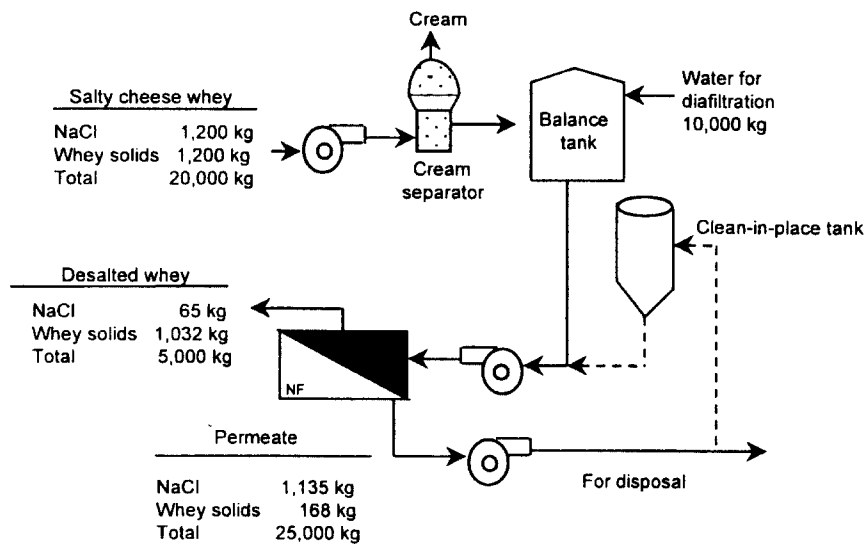 Cream
Salty cheese whey
NaCl 1,200 kg
Whey solids 1,200 kg
Total 20,000 kg
Cream
separator
Balance
tank
Water for
diafiltration
10,000 kg
Clean-in-place tank
Desalted whey
NaCl 65 kg
Whey solids 1,032 kg
Total 5,000 kg
NF
Permeate
NaCl 1,135 kg
Whey solids 168 kg
Total 25,000 kg
For disposal